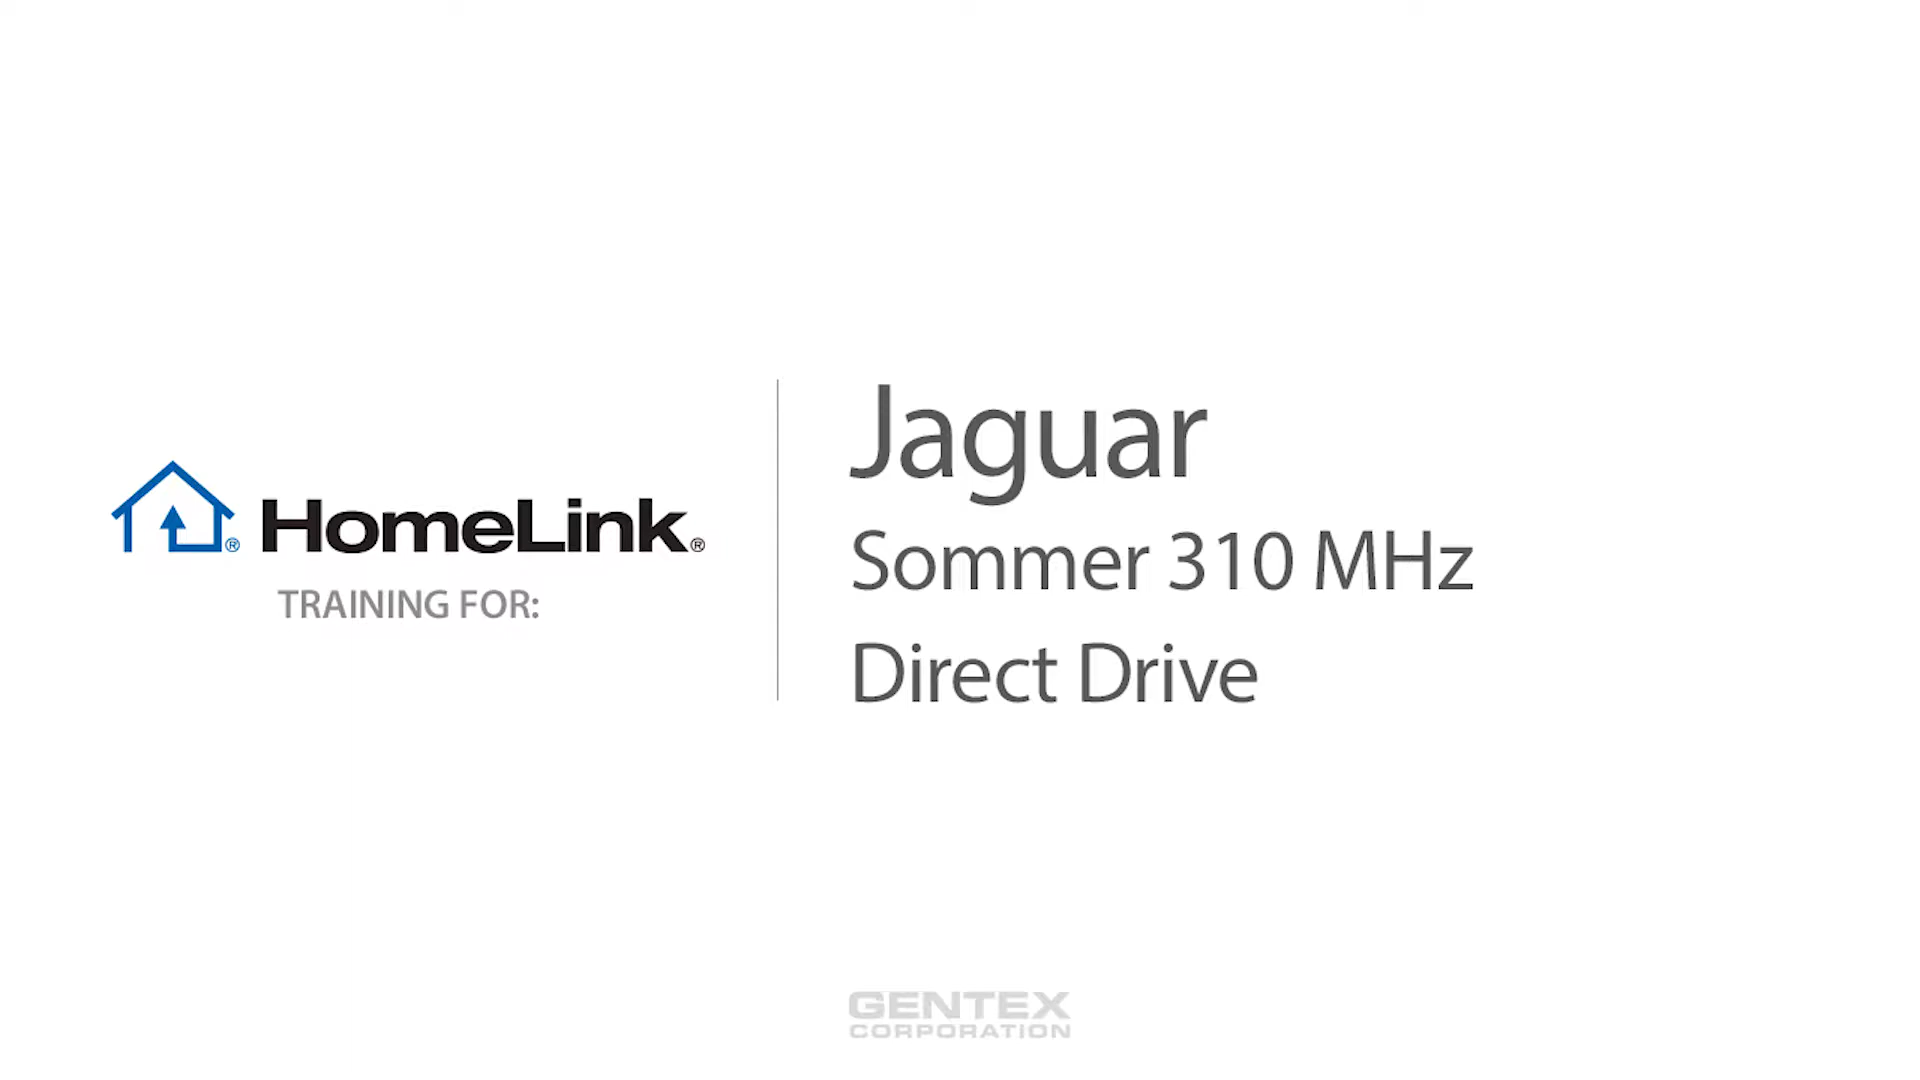 HomeLink®
TRAINING FOR:
Jaguar
Sommer 310 MHz
Direct Drive
GENTEX
CORPORATION